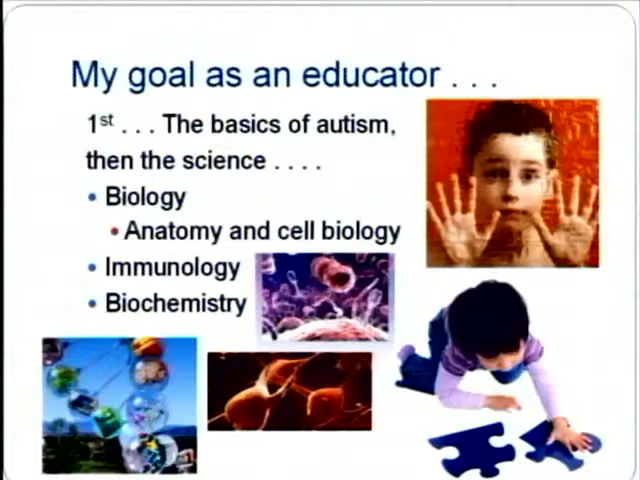 My goal as an educator . . .
1st . . . The basics of autism,
then the science . . . .
• Biology
• Anatomy and cell biology
• Immunology
• Biochemistry